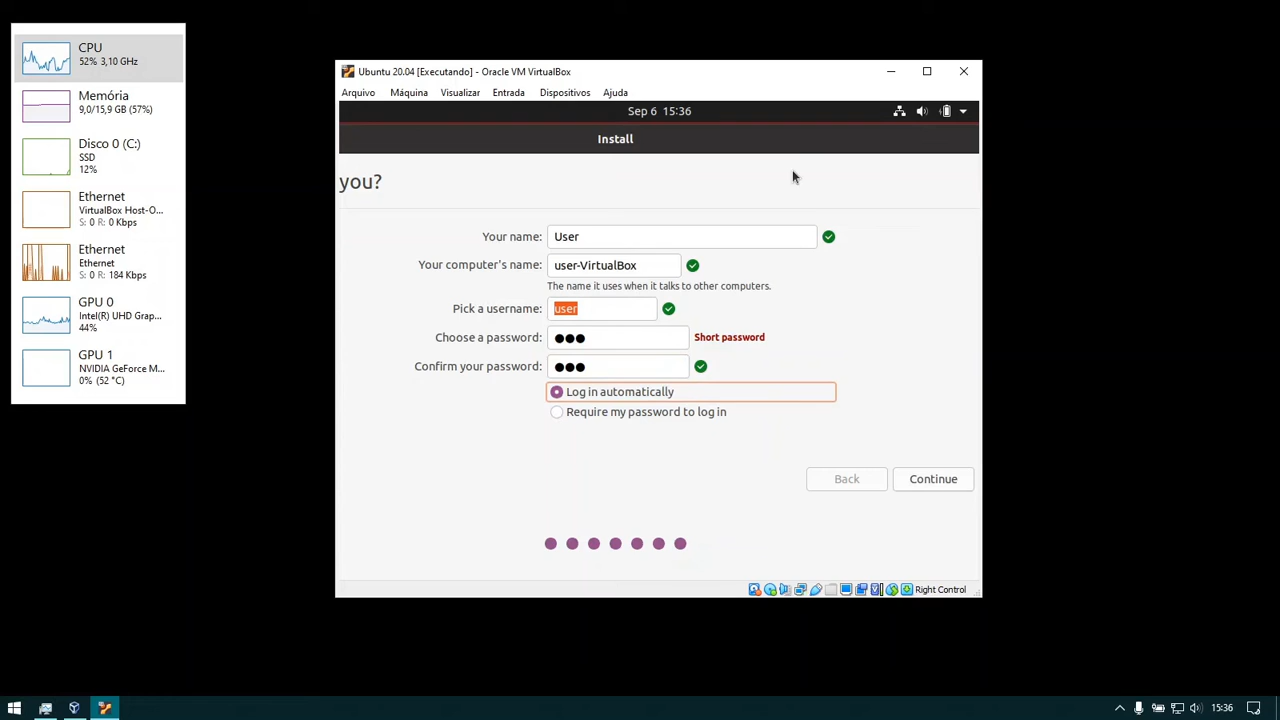 CPU
52% 3,10 GHz
Memória
9,0/15,9 GB (57%)
Disco 0 (C:)
SSD
12%
Ethernet
VirtualBox Host-O...
S: 0 R: 0 Kbps
Ethernet
Ethernet
S: 0 R: 184 Kbps
GPU 0
Intel(R) UHD Grap...
44%
GPU 1
NVIDIA GeForce M...
0% (52 °C)
Ubuntu 20.04 [Executando] - Oracle VM VirtualBox
Arquivo Máquina Visualizar Entrada Dispositivos Ajuda
Sep 6 15:36
Install
you?
Your name: User
Your computer's name: user-VirtualBox
The name it uses when it talks to other computers.
Pick a username: user
Choose a password: ●●● Short password
Confirm your password: ●●●
Log in automatically
Require my password to log in
Back Continue
Right Control
15:36